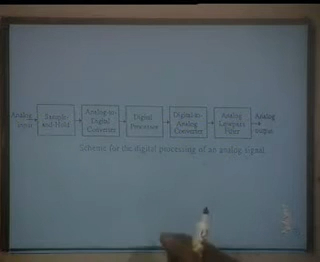 Analog
input
Sample-
and-Hold
Analog-to-
Digital
Converter
Digital
Processor
Digital-to-
Analog
Converter
Analog
Lowpass
Filter
Analog
output
Scheme for the digital processing of an analog signal